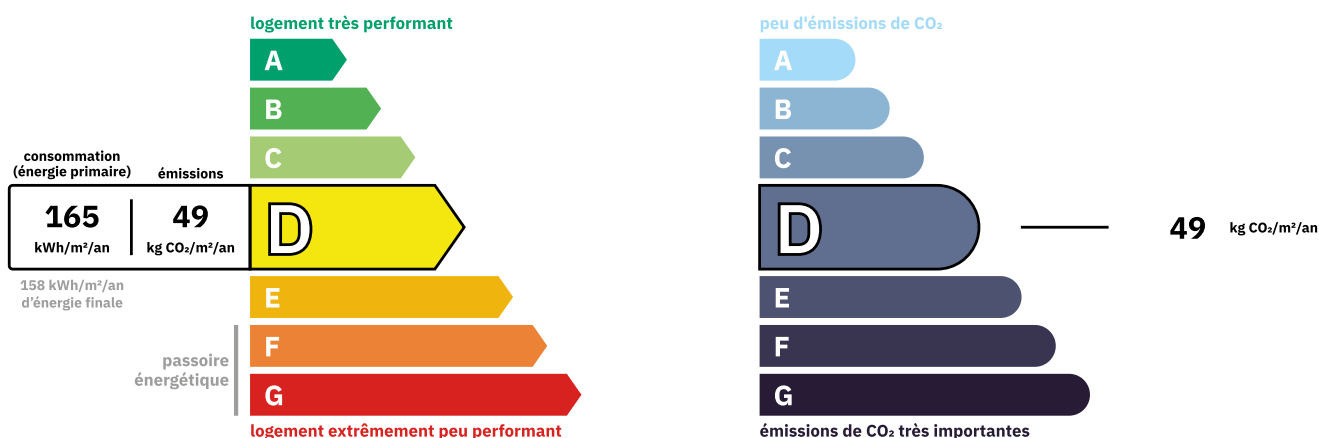 logement très performant
A
B
C
consommation
(énergie primaire)
émissions
165
kWh/m²/an
49
kg CO₂/m²/an
D
158 kWh/m²/an
d'énergie finale
E
F
passoire
énergétique
G
logement extrêmement peu performant
peu d'émissions de CO₂
A
B
C
D
49 kg CO₂/m²/an
E
F
G
émissions de CO₂ très importantes